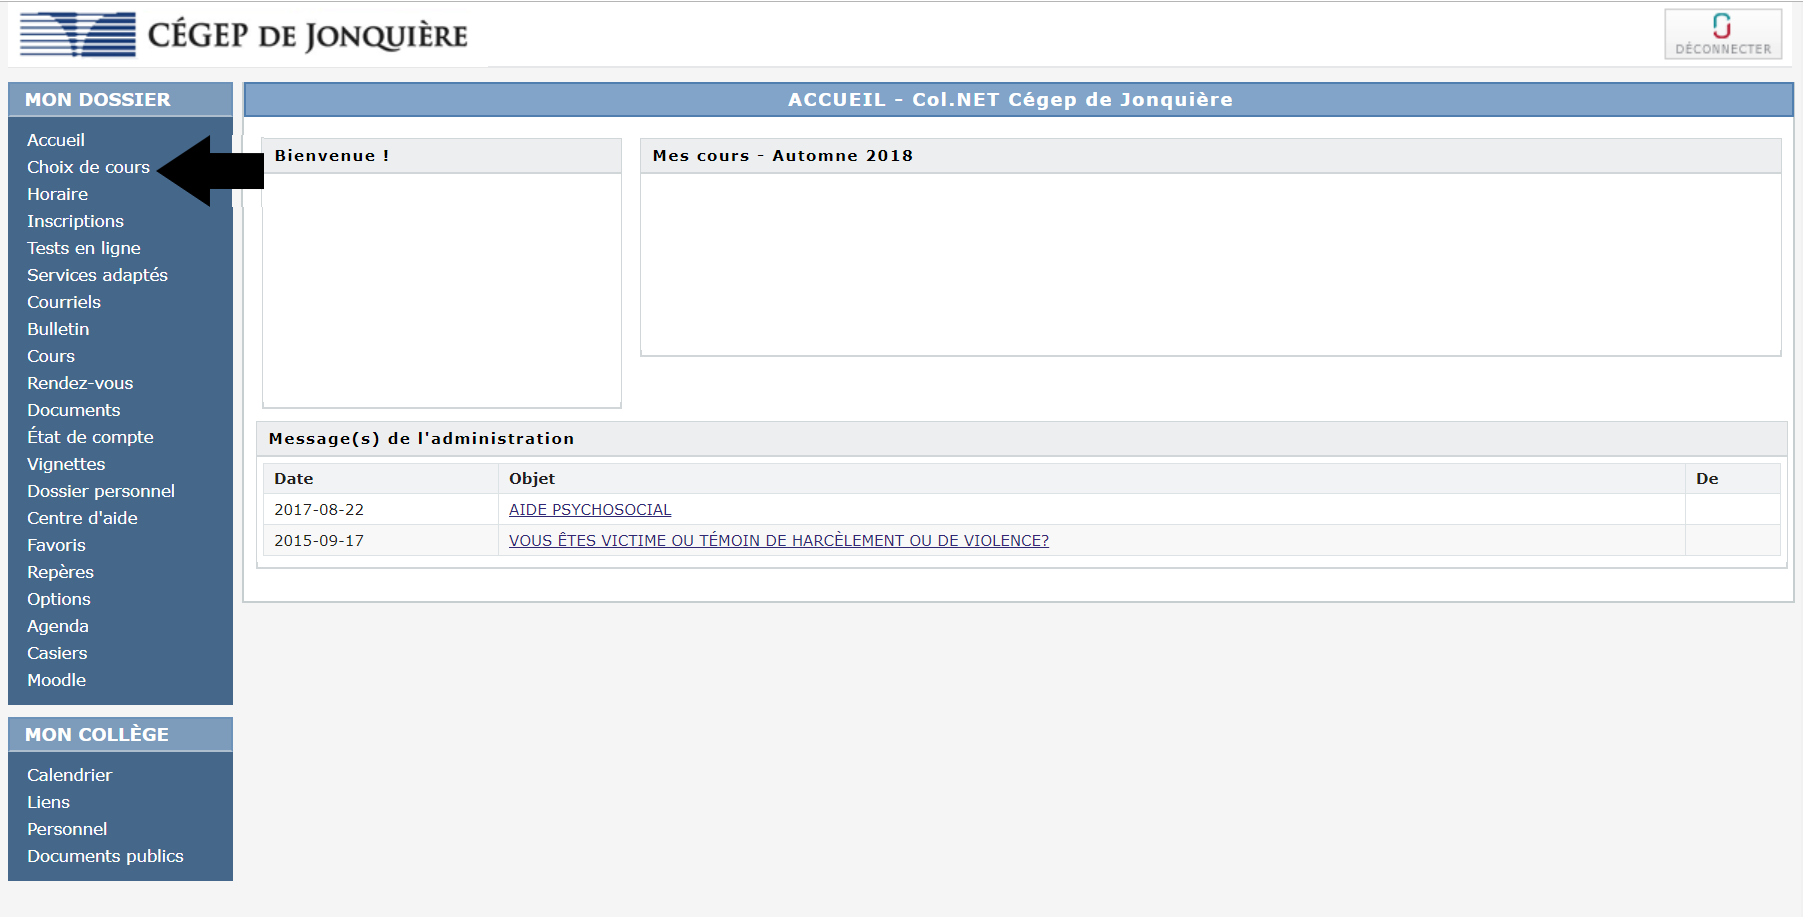 CÉGEP DE JONQUIÈRE
DÉCONNECTER
MON DOSSIER
Accueil
Choix de cours
Horaire
Inscriptions
Tests en ligne
Services adaptés
Courriels
Bulletin
Cours
Rendez-vous
Documents
État de compte
Vignettes
Dossier personnel
Centre d'aide
Favoris
Repères
Options
Agenda
Casiers
Moodle
MON COLLÈGE
Calendrier
Liens
Personnel
Documents publics
ACCUEIL - Col.NET Cégep de Jonquière
Bienvenue !
Mes cours - Automne 2018
Message(s) de l'administration
Date Objet De
2017-08-22 AIDE PSYCHOSOCIAL
2015-09-17 VOUS ÊTES VICTIME OU TÉMOIN DE HARCÈLEMENT OU DE VIOLENCE?